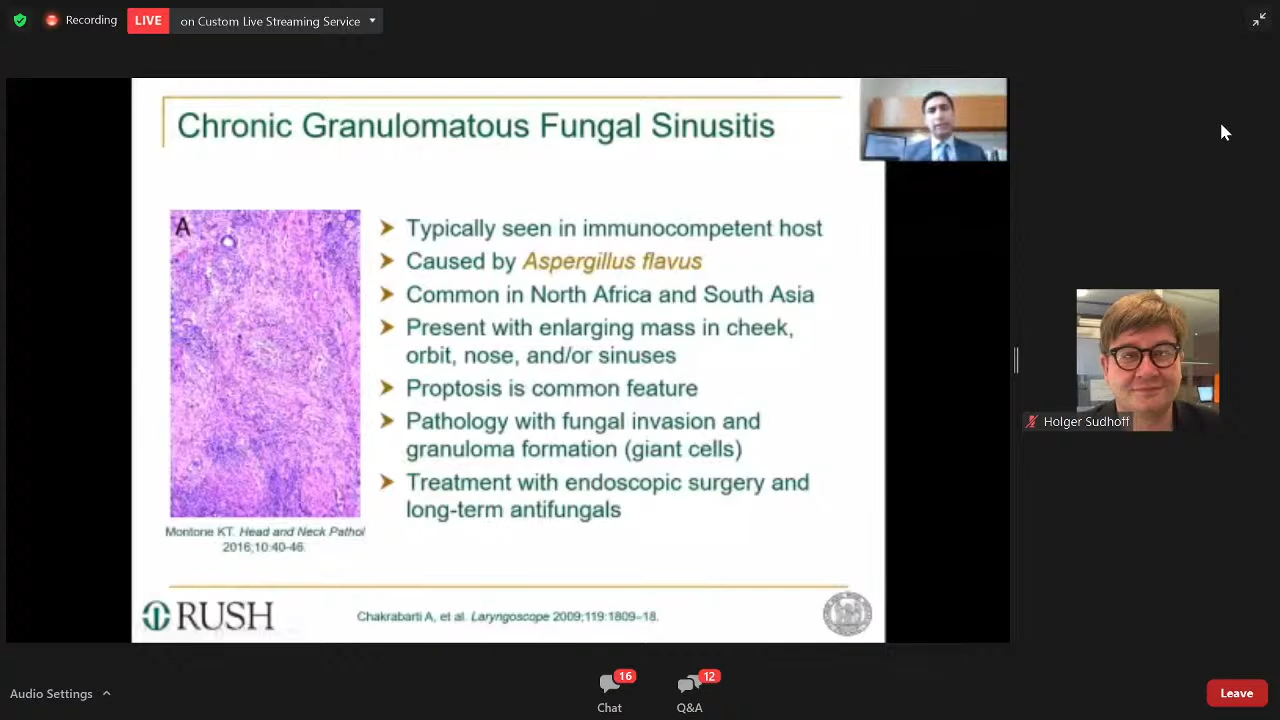 Recording
LIVE
on Custom Live Streaming Service
Chronic Granulomatous Fungal Sinusitis
A
Typically seen in immunocompetent host
Caused by Aspergillus flavus
Common in North Africa and South Asia
Present with enlarging mass in cheek,
orbit, nose, and/or sinuses
Proptosis is common feature
Pathology with fungal invasion and
granuloma formation (giant cells)
Treatment with endoscopic surgery and
long-term antifungals
Montone KT. Head and Neck Pathol
2016;10:40-46.
RUSH
Chakrabarti A, et al. Laryngoscope 2009;119:1809–18.
Holger Sudhoff
Audio Settings
16
Chat
12
Q&A
Leave